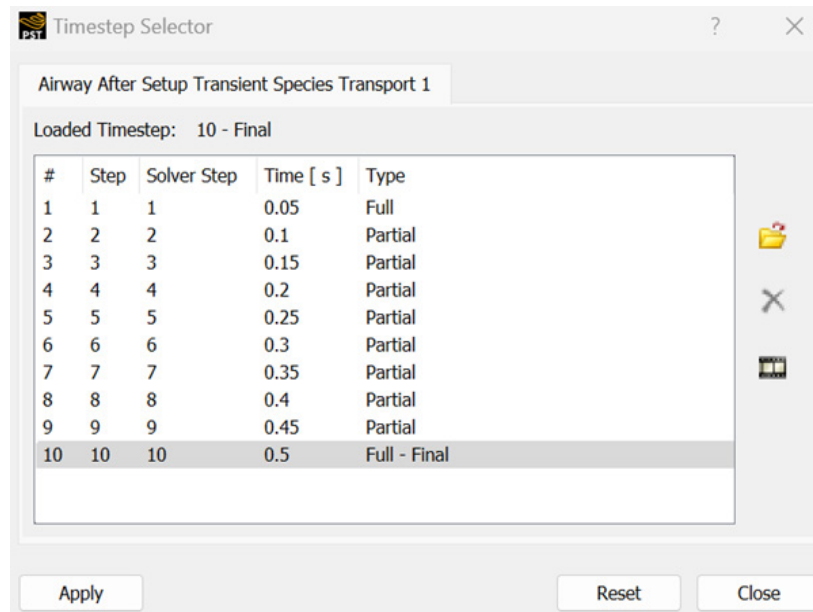 PST Timestep Selector ?
Airway After Setup Transient Species Transport 1
Loaded Timestep: 10 - Final
# Step Solver Step Time [ s ] Type
1 1 1 0.05 Full
2 2 2 0.1 Partial
3 3 3 0.15 Partial
4 4 4 0.2 Partial
5 5 5 0.25 Partial
6 6 6 0.3 Partial
7 7 7 0.35 Partial
8 8 8 0.4 Partial
9 9 9 0.45 Partial
10 10 10 0.5 Full - Final
Apply Reset Close